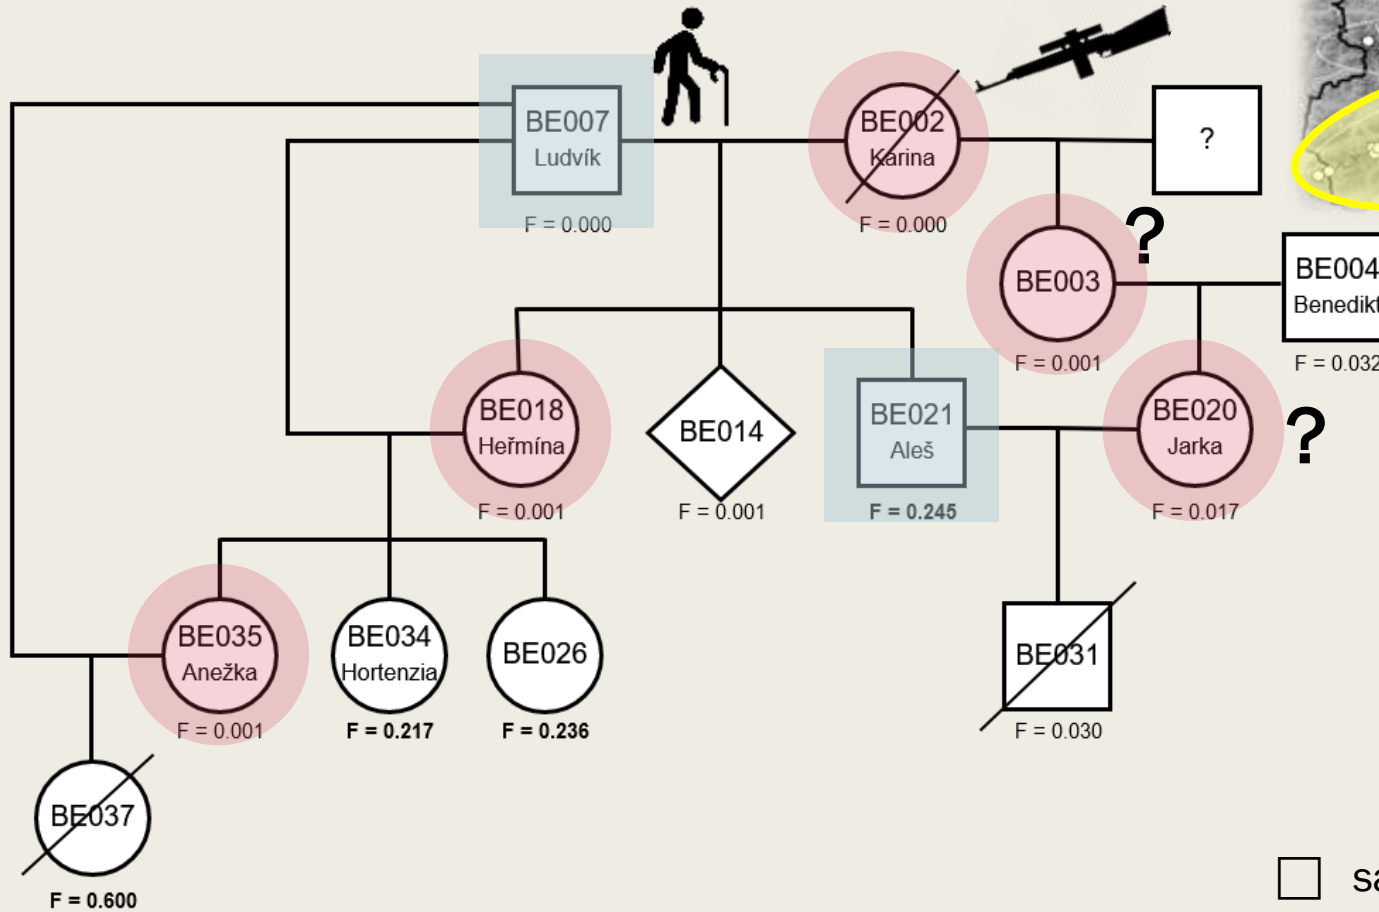 BE007
Ludvík
F = 0.000
BE002
Karina
F = 0.000
?
BE003
?
F = 0.001
BE004
Benedikt
F = 0.032
BE018
Heřmína
F = 0.001
BE014
F = 0.001
BE021
Aleš
F = 0.245
BE020
Jarka
?
F = 0.017
BE035
Anežka
F = 0.001
BE034
Hortenzia
F = 0.217
BE026
F = 0.236
BE031
F = 0.030
BE037
F = 0.600